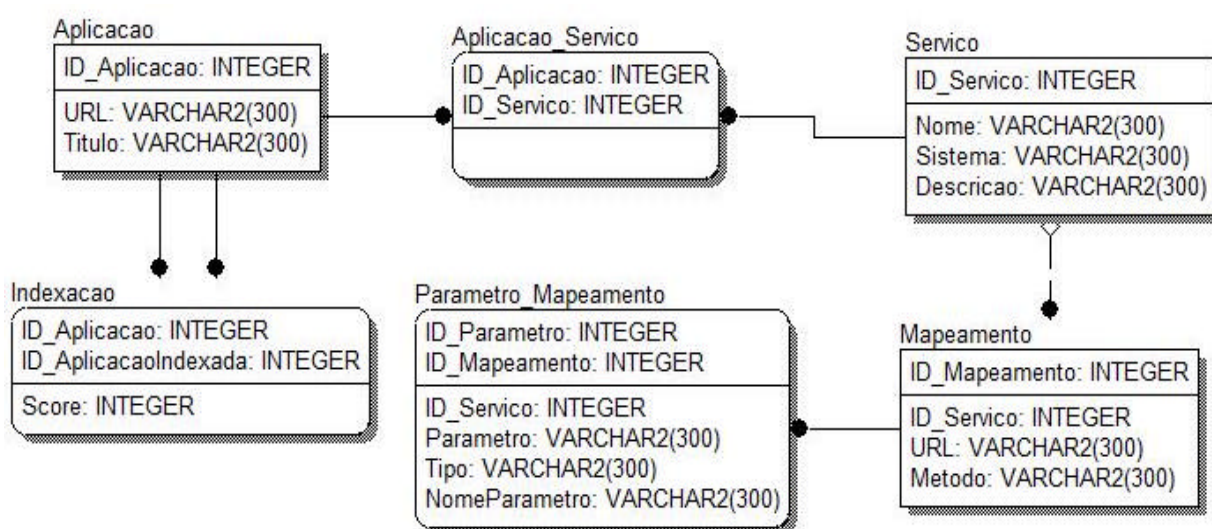 Aplicacao
ID_Aplicacao: INTEGER
URL: VARCHAR2(300)
Titulo: VARCHAR2(300)
Aplicacao_Servico
ID_Aplicacao: INTEGER
ID_Servico: INTEGER
Servico
ID_Servico: INTEGER
Nome: VARCHAR2(300)
Sistema: VARCHAR2(300)
Descricao: VARCHAR2(300)
Indexacao
ID_Aplicacao: INTEGER
ID_AplicacaoIndexada: INTEGER
Score: INTEGER
Parametro_Mapeamento
ID_Parametro: INTEGER
ID_Mapeamento: INTEGER
ID_Servico: INTEGER
Parametro: VARCHAR2(300)
Tipo: VARCHAR2(300)
NomeParametro: VARCHAR2(300)
Mapeamento
ID_Mapeamento: INTEGER
ID_Servico: INTEGER
URL: VARCHAR2(300)
Metodo: VARCHAR2(300)